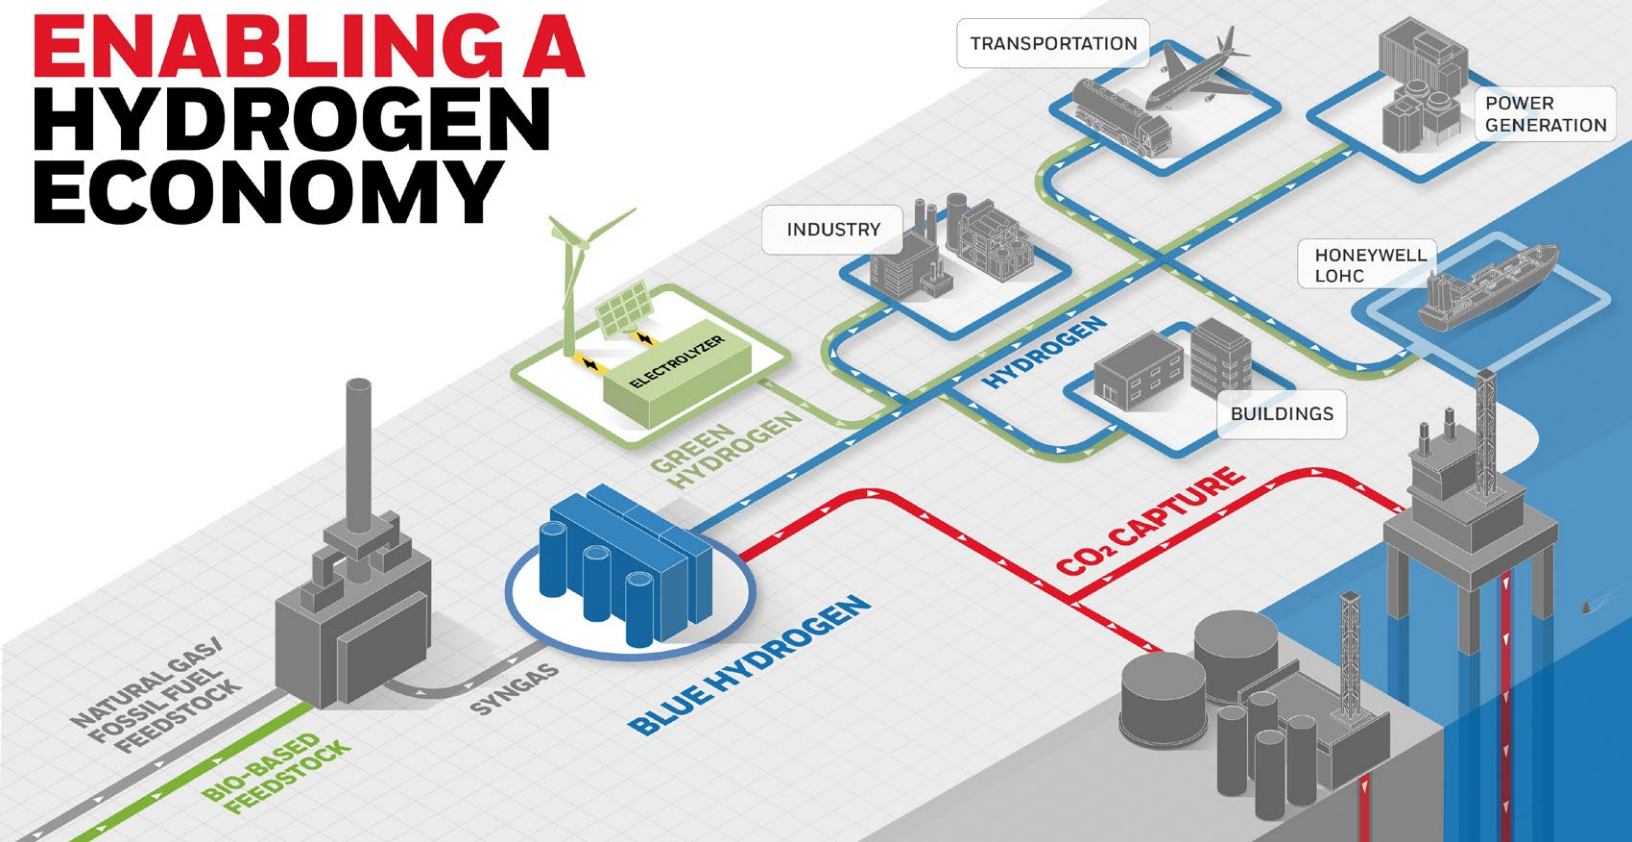 ENABLING A
HYDROGEN
ECONOMY
TRANSPORTATION
POWER
GENERATION
INDUSTRY
HONEYWELL
LOHC
ELECTROLYZER
HYDROGEN
BUILDINGS
GREEN
HYDROGEN
CO₂ CAPTURE
BLUE HYDROGEN
SYNGAS
NATURAL GAS/
FOSSIL FUEL
FEEDSTOCK
BIO-BASED
FEEDSTOCK